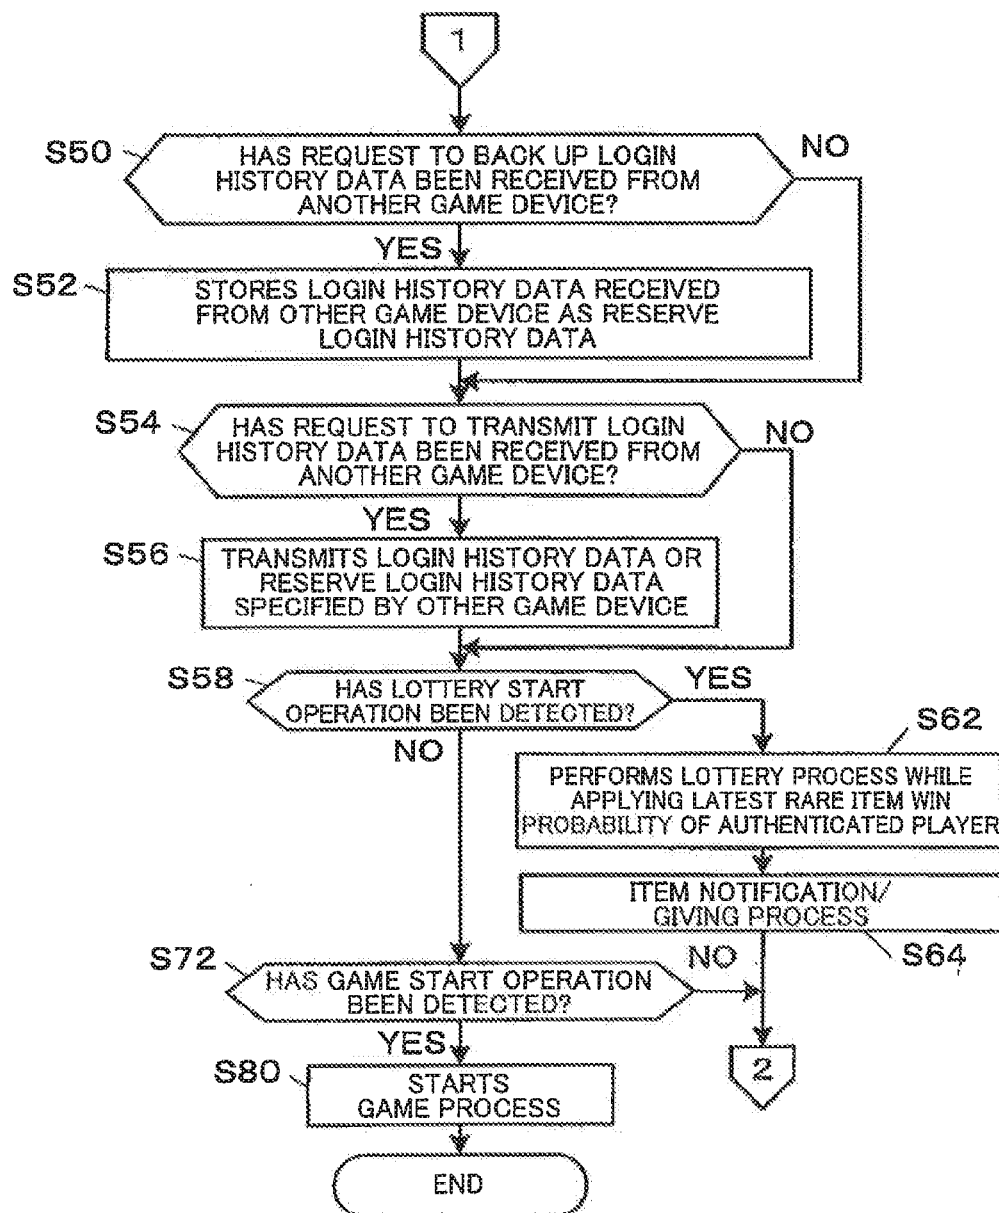 1
S50
HAS REQUEST TO BACK UP LOGIN
HISTORY DATA BEEN RECEIVED FROM
ANOTHER GAME DEVICE?
NO
YES
S52
STORES LOGIN HISTORY DATA RECEIVED
FROM OTHER GAME DEVICE AS RESERVE
LOGIN HISTORY DATA
S54
HAS REQUEST TO TRANSMIT LOGIN
HISTORY DATA BEEN RECEIVED FROM
ANOTHER GAME DEVICE?
NO
YES
S56
TRANSMITS LOGIN HISTORY DATA OR
RESERVE LOGIN HISTORY DATA
SPECIFIED BY OTHER GAME DEVICE
S58
HAS LOTTERY START
OPERATION BEEN DETECTED?
YES
NO
S62
PERFORMS LOTTERY PROCESS WHILE
APPLYING LATEST RARE ITEM WIN
PROBABILITY OF AUTHENTICATED PLAYER
ITEM NOTIFICATION/
GIVING PROCESS
S64
S72
HAS GAME START OPERATION
BEEN DETECTED?
NO
YES
2
S80
STARTS
GAME PROCESS
END